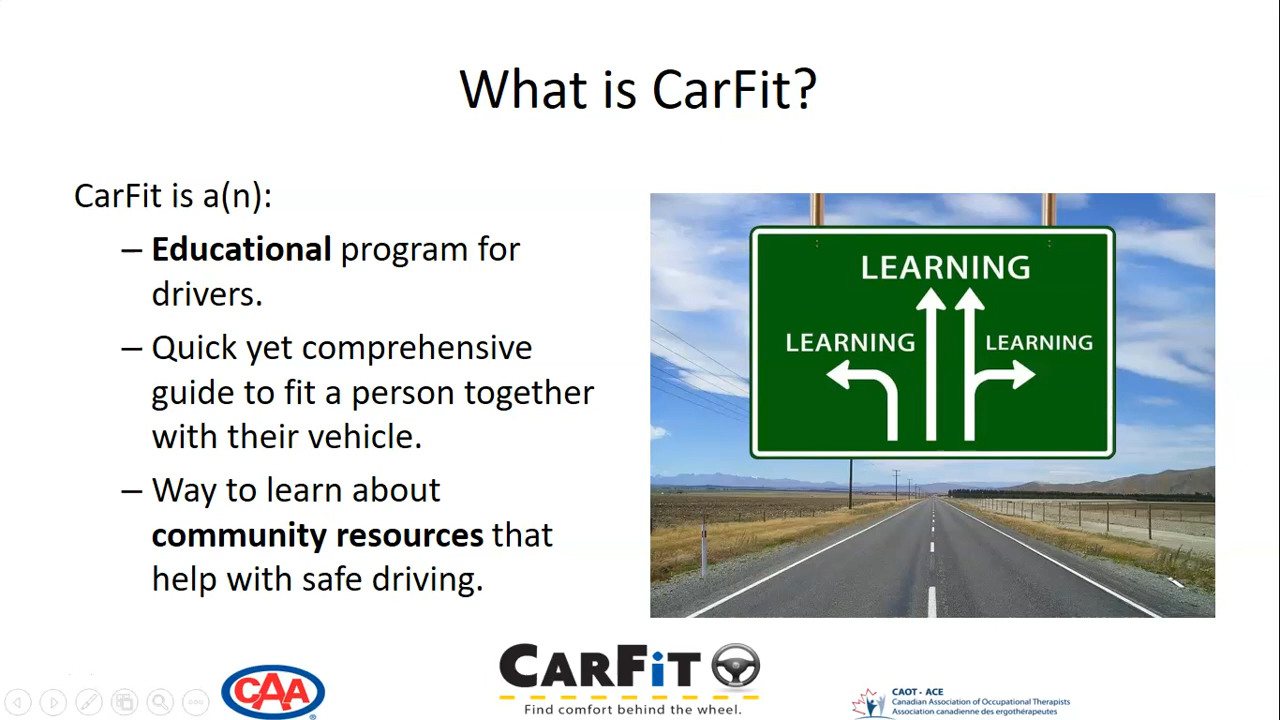 What is CarFit?
CarFit is a(n):
– Educational program for
drivers.
– Quick yet comprehensive
guide to fit a person together
with their vehicle.
– Way to learn about
community resources that
help with safe driving.
LEARNING
LEARNING
LEARNING
CAA
CARFiT
Find comfort behind the wheel.
CAOT - ACE
Canadian Association of Occupational Therapists
Association canadienne des ergothérapeutes